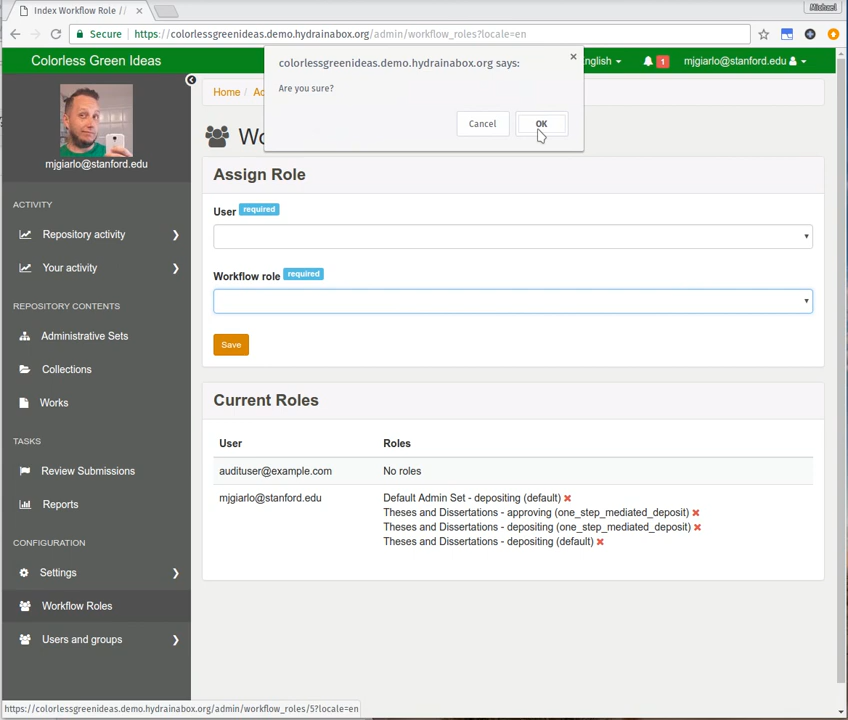 Index Workflow Role //
Michael
Secure
https://colorlessgreenideas.demo.hydrainabox.org/admin/workflow_roles?locale=en
Colorless Green Ideas
nglish
1
mjgiarlo@stanford.edu
colorlessgreenideas.demo.hydrainabox.org says:
Are you sure?
Cancel
OK
mjgiarlo@stanford.edu
ACTIVITY
Repository activity
Your activity
REPOSITORY CONTENTS
Administrative Sets
Collections
Works
TASKS
Review Submissions
Reports
CONFIGURATION
Settings
Workflow Roles
Users and groups
Home / Ad
Wo
Assign Role
User required
Workflow role required
Save
Current Roles
User Roles
audituser@example.com No roles
mjgiarlo@stanford.edu Default Admin Set - depositing (default)
Theses and Dissertations - approving (one_step_mediated_deposit)
Theses and Dissertations - depositing (one_step_mediated_deposit)
Theses and Dissertations - depositing (default)
https://colorlessgreenideas.demo.hydrainabox.org/admin/workflow_roles/5?locale=en